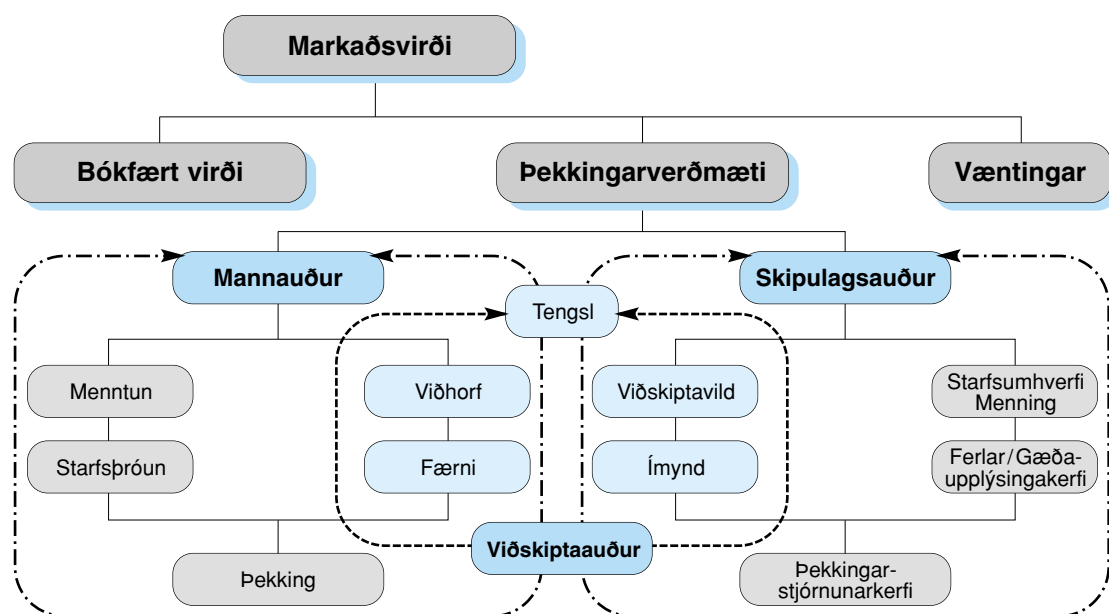 Markaðsvirði
Bókfært virði
Þekkingarverðmæti
Væntingar
Mannauður
Skipulagsauður
Tengsl
Menntun
Viðhorf
Viðskiptavild
Starfsumhverfi
Menning
Starfsþróun
Færni
Ímynd
Ferlar/Gæða-
upplýsingakerfi
Viðskiptaauður
Þekking
Þekkingar-
stjórnunarkerfi